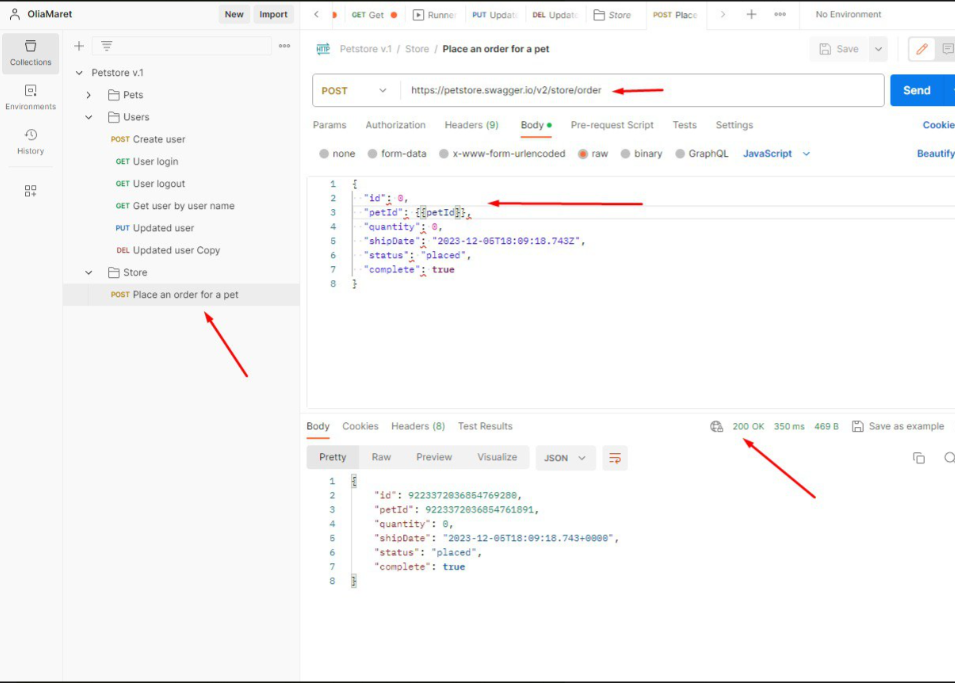 OliaMaret
New Import
GET Get
Runner
PUT Updat
DEL Update
Store
POST Place
No Environment
Collections
Environments
History
Petstore v.1
Pets
Users
POST Create user
GET User login
GET User logout
GET Get user by user name
PUT Updated user
DEL Updated user Copy
Store
POST Place an order for a pet
HTTP Petstore v.1 / Store / Place an order for a pet
Save
POST https://petstore.swagger.io/v2/store/order
Send
Params Authorization Headers (9) Body Pre-request Script Tests Settings Cookie
none form-data x-www-form-urlencoded raw binary GraphQL JavaScript Beautify
1 {
2 "id": 0,
3 "petId": {{petId}},
4 "quantity": 0,
5 "shipDate": "2023-12-05T18:09:18.743Z",
6 "status": "placed",
7 "complete": true
8 }
Body Cookies Headers (8) Test Results
200 OK 350 ms 469 B Save as example
Pretty Raw Preview Visualize JSON
1 {
2 "id": 9223372036854769280,
3 "petId": 9223372036854761891,
4 "quantity": 0,
5 "shipDate": "2023-12-05T18:09:18.743+0000",
6 "status": "placed",
7 "complete": true
8 }